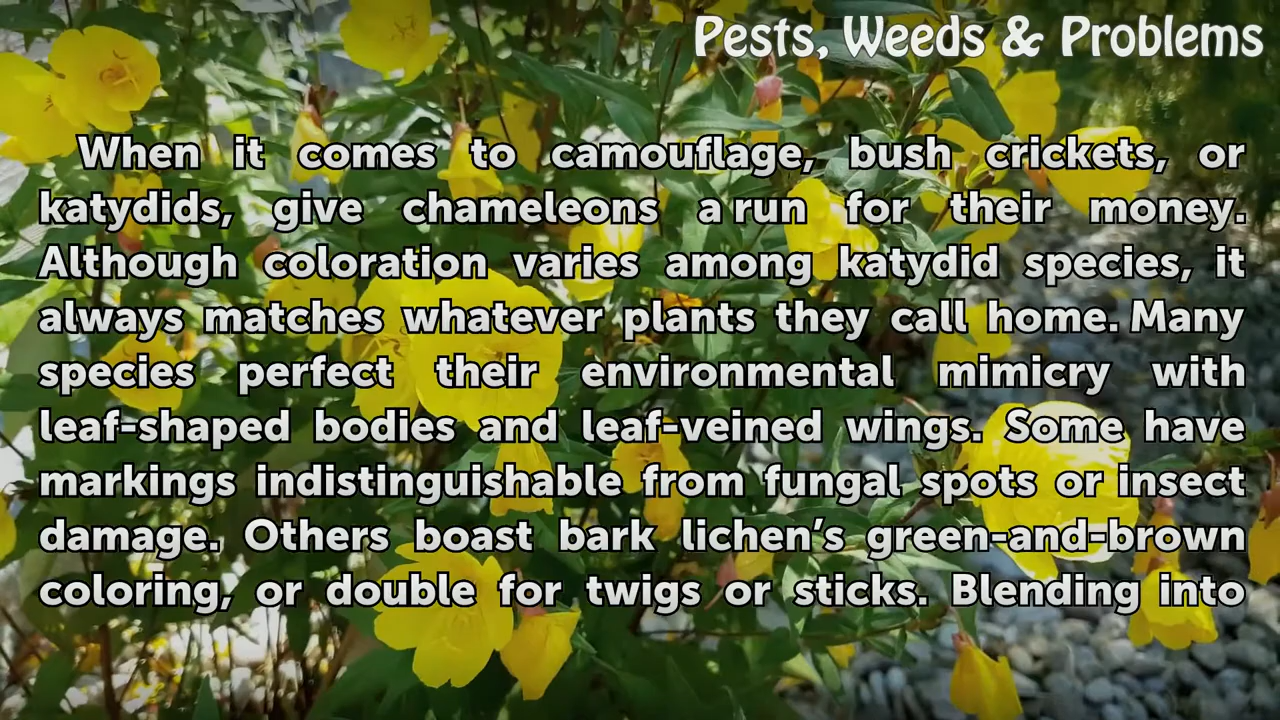 Pests, Weeds & Problems
When it comes to camouflage, bush crickets, or
katydids, give chameleons a run for their money.
Although coloration varies among katydid species, it
always matches whatever plants they call home. Many
species perfect their environmental mimicry with
leaf-shaped bodies and leaf-veined wings. Some have
markings indistinguishable from fungal spots or insect
damage. Others boast bark lichen’s green-and-brown
coloring, or double for twigs or sticks. Blending into